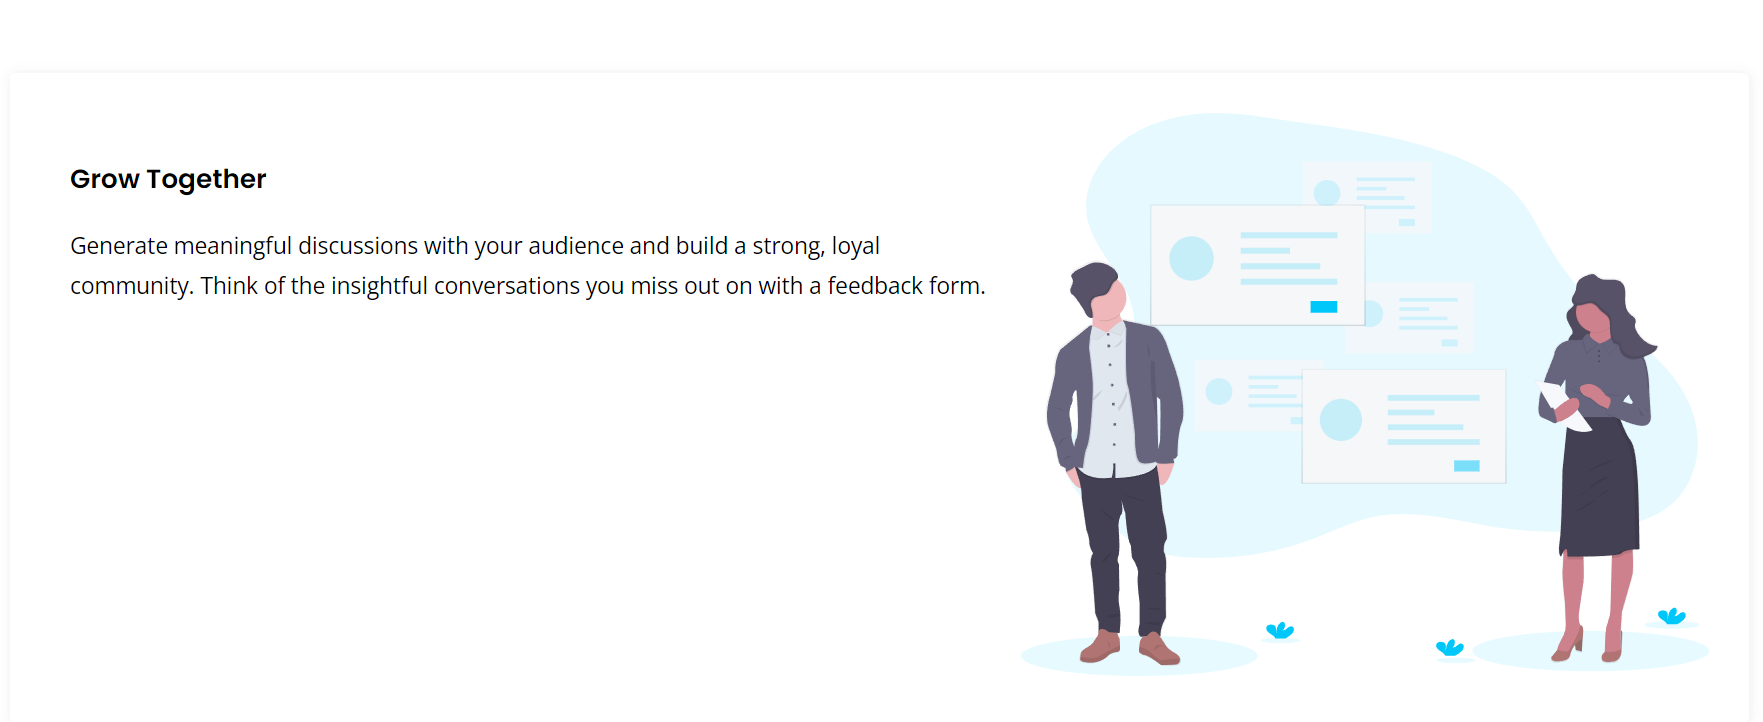 Grow Together
Generate meaningful discussions with your audience and build a strong, loyal
community. Think of the insightful conversations you miss out on with a feedback form.